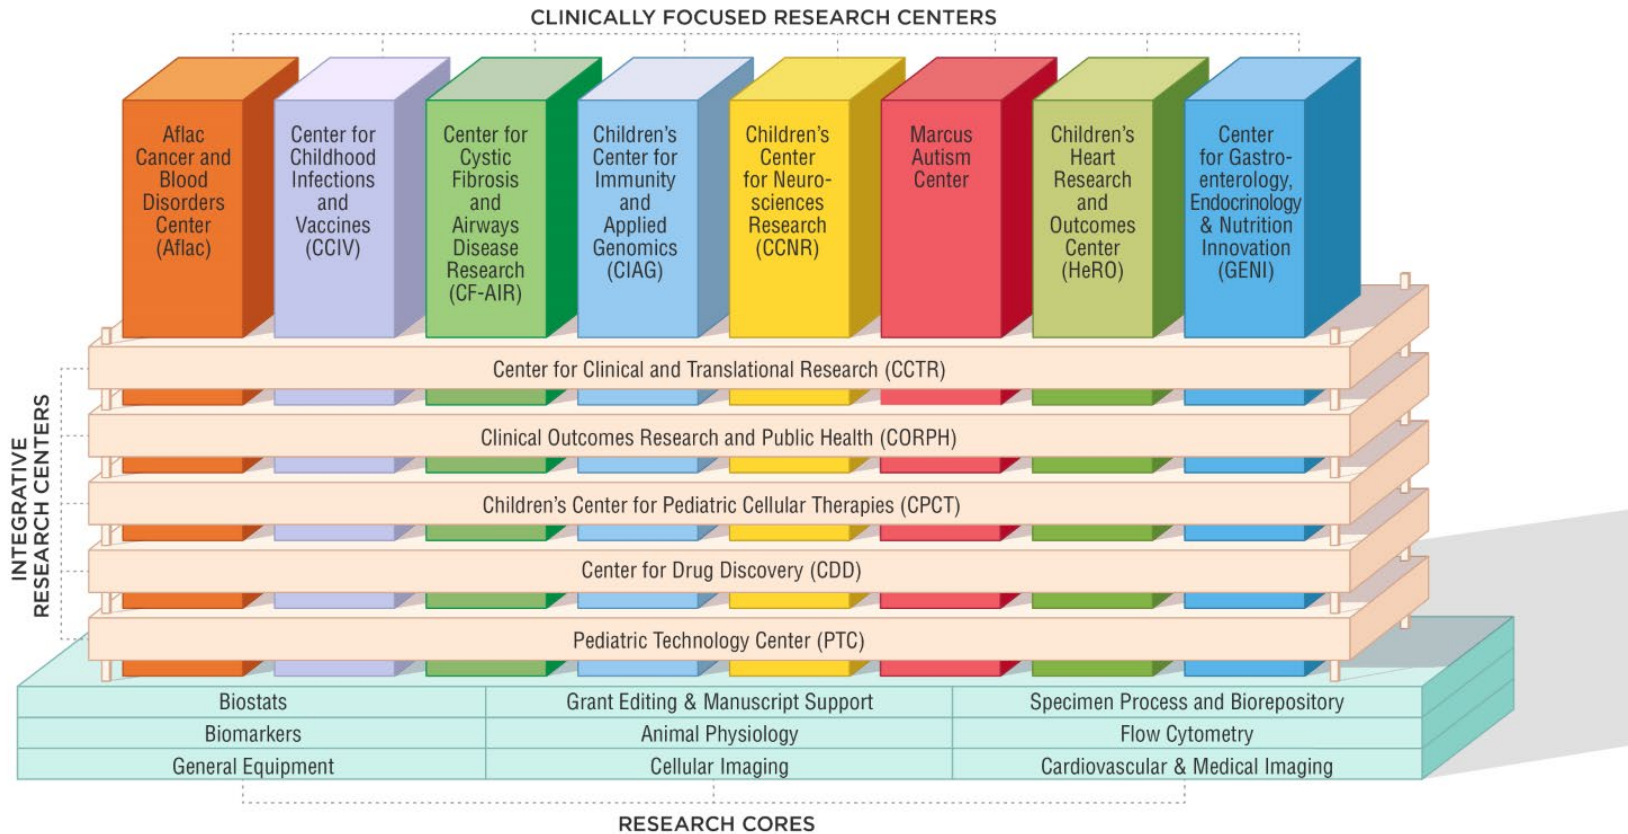 CLINICALLY FOCUSED RESEARCH CENTERS
Aflac
Cancer and
Blood
Disorders
Center
(Aflac)
Center for
Childhood
Infections
and
Vaccines
(CCIV)
Center for
Cystic
Fibrosis
and
Airways
Disease
Research
(CF-AIR)
Children's
Center for
Immunity
and
Applied
Genomics
(CIAG)
Children's
Center
for Neuro-
sciences
Research
(CCNR)
Marcus
Autism
Center
Children's
Heart
Research
and
Outcomes
Center
(HeRO)
Center
for Gastro-
enterology,
Endocrinology
& Nutrition
Innovation
(GENI)
INTEGRATIVE
RESEARCH CENTERS
Center for Clinical and Translational Research (CCTR)
Clinical Outcomes Research and Public Health (CORPH)
Children's Center for Pediatric Cellular Therapies (CPCT)
Center for Drug Discovery (CDD)
Pediatric Technology Center (PTC)
Biostats
Grant Editing & Manuscript Support
Specimen Process and Biorepository
Biomarkers
Animal Physiology
Flow Cytometry
General Equipment
Cellular Imaging
Cardiovascular & Medical Imaging
RESEARCH CORES